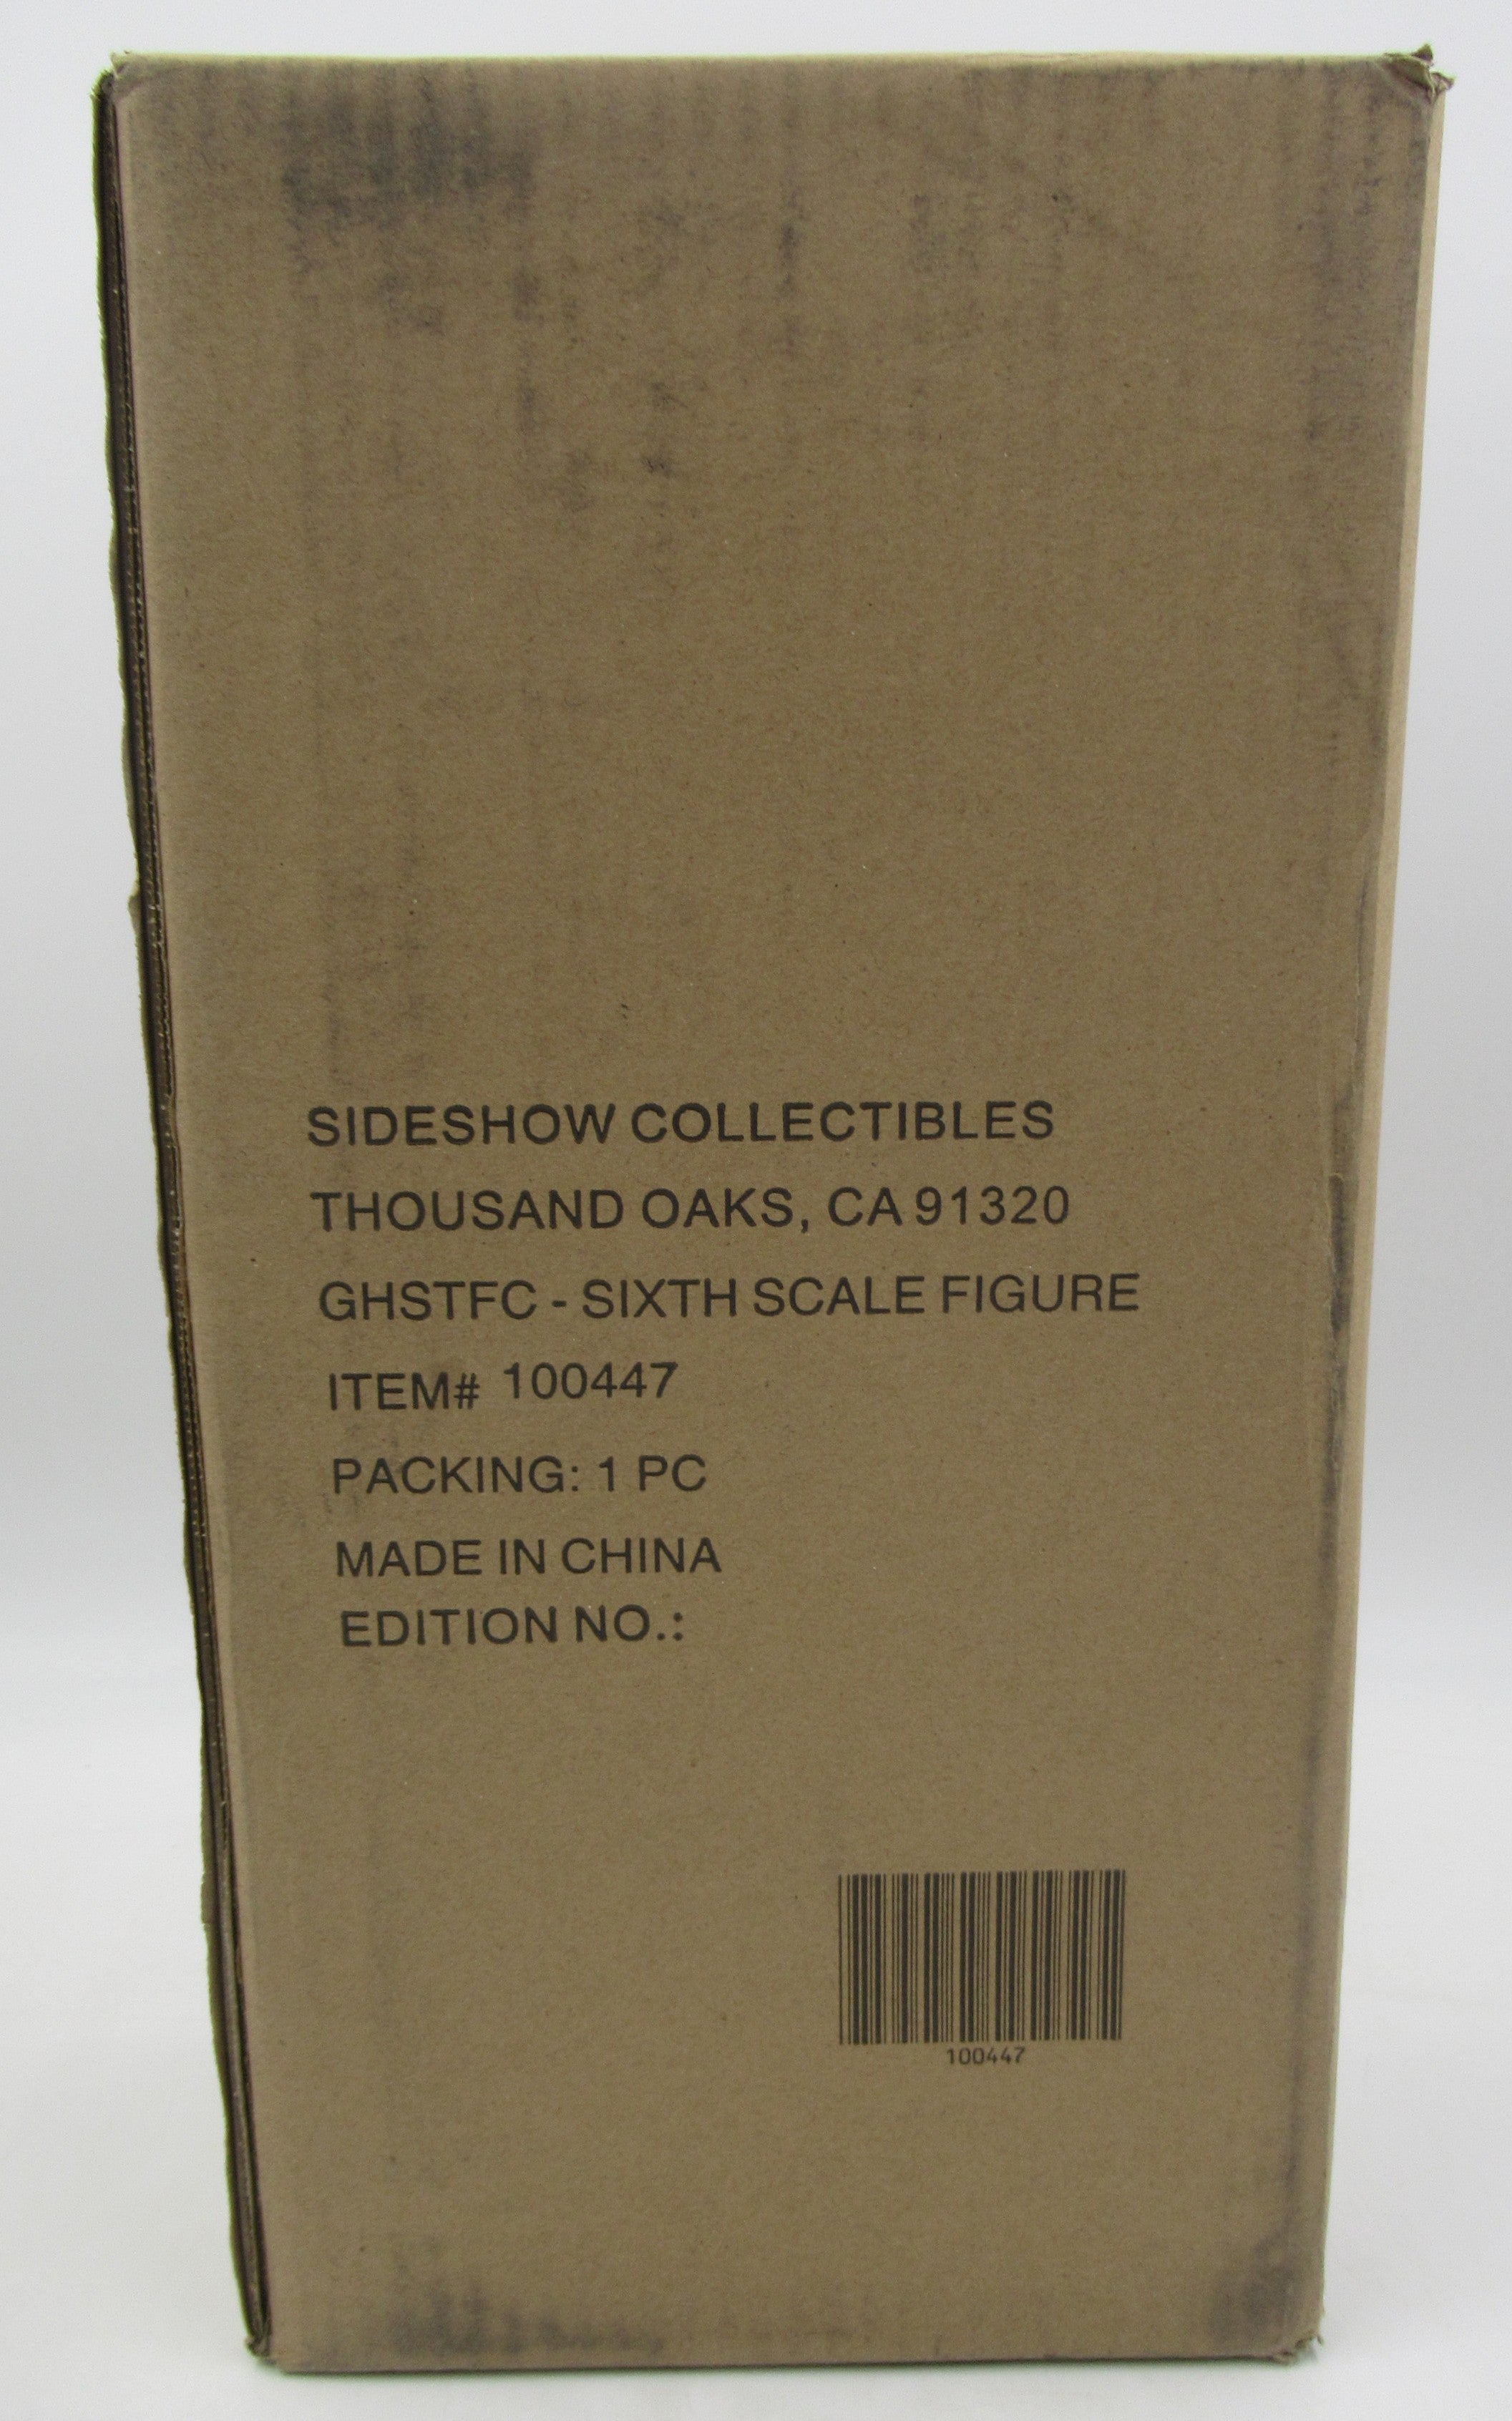 SIDESHOW COLLECTIBLES
THOUSAND OAKS, CA 91320
GHSTFC - SIXTH SCALE FIGURE
ITEM# 100447
PACKING: 1 PC
MADE IN CHINA
EDITION NO.:
100447